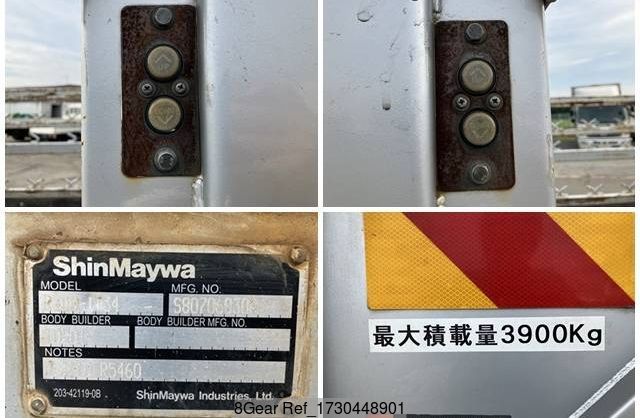 ShinMaywa
MODEL
MFG. NO.
BODY BUILDER
BODY BUILDER MFG. NO.
NOTES
R5460
203-42119-0B
ShinMaywa Industries, Ltd.
最大積載量3900Kg
8Gear Ref_1730448901